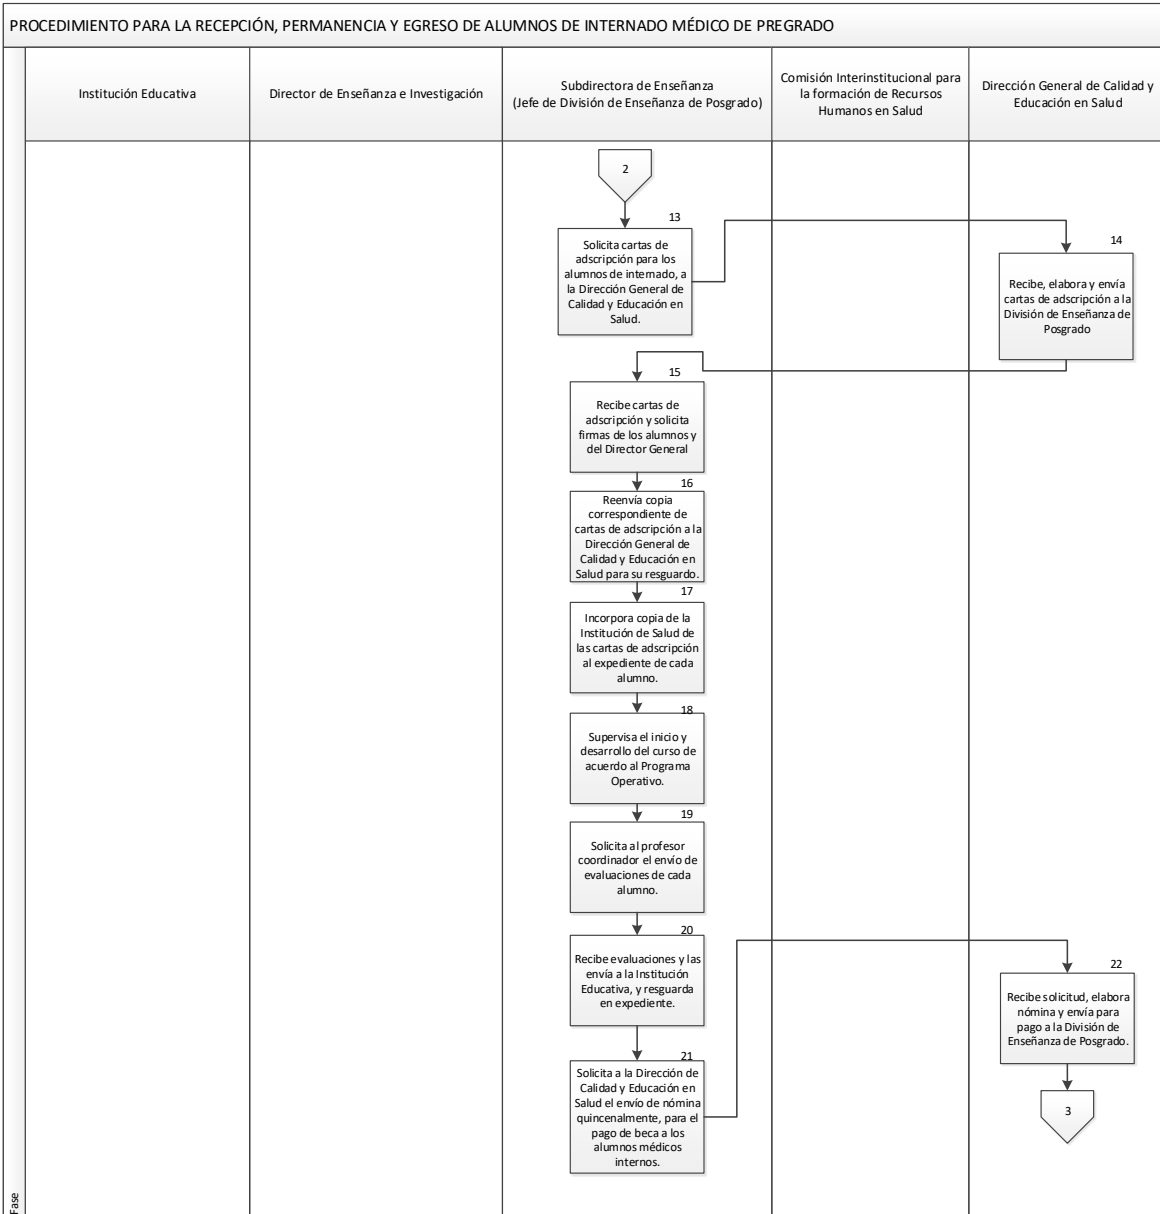 PROCEDIMIENTO PARA LA RECEPCIÓN, PERMANENCIA Y EGRESO DE ALUMNOS DE INTERNADO MÉDICO DE PREGRADO
Institución Educativa
Director de Enseñanza e Investigación
Subdirectora de Enseñanza
(Jefe de División de Enseñanza de Posgrado)
Comisión Interinstitucional para
la formación de Recursos
Humanos en Salud
Dirección General de Calidad y
Educación en Salud
2
13
Solicita cartas de
adscripción para los
alumnos de internado, a
la Dirección General de
Calidad y Educación en
Salud.
14
Recibe, elabora y envía
cartas de adscripción a la
División de Enseñanza de
Posgrado
15
Recibe cartas de
adscripción y solicita
firmas de los alumnos y
del Director General
16
Reenvía copia
correspondiente de
cartas de adscripción a la
Dirección General de
Calidad y Educación en
Salud para su resguardo.
17
Incorpora copia de la
Institución de Salud de
las cartas de adscripción
al expediente de cada
alumno.
18
Supervisa el inicio y
desarrollo del curso de
acuerdo al Programa
Operativo.
19
Solicita al profesor
coordinador el envío de
evaluaciones de cada
alumno.
20
Recibe evaluaciones y las
envía a la Institución
Educativa, y resguarda
en expediente.
21
Solicita a la Dirección de
Calidad y Educación en
Salud el envío de nómina
quincenalmente, para el
pago de beca a los
alumnos médicos
internos.
22
Recibe solicitud, elabora
nómina y envía para
pago a la División de
Enseñanza de Posgrado.
3
Fase